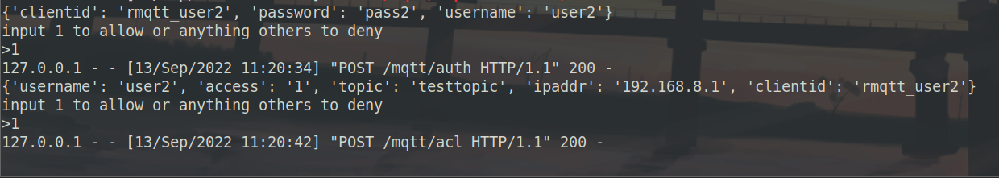 {'clientid': 'rmqtt_user2', 'password': 'pass2', 'username': 'user2'}
input 1 to allow or anything others to deny
>1
127.0.0.1 - - [13/Sep/2022 11:20:34] "POST /mqtt/auth HTTP/1.1" 200 -
{'username': 'user2', 'access': '1', 'topic': 'testtopic', 'ipaddr': '192.168.8.1', 'clientid': 'rmqtt_user2'}
input 1 to allow or anything others to deny
>1
127.0.0.1 - - [13/Sep/2022 11:20:42] "POST /mqtt/acl HTTP/1.1" 200 -